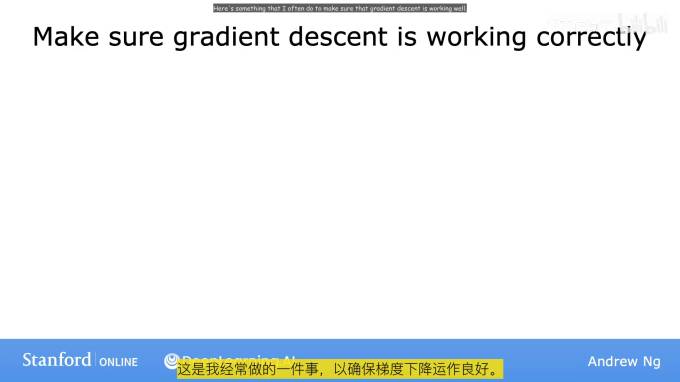 Here's something that I often do to make sure that gradient descent is working well.
Make sure gradient descent is working correctly
Stanford ONLINE
DeepLearning.AI
Andrew Ng
这是我经常做的一件事，以确保梯度下降运作良好。